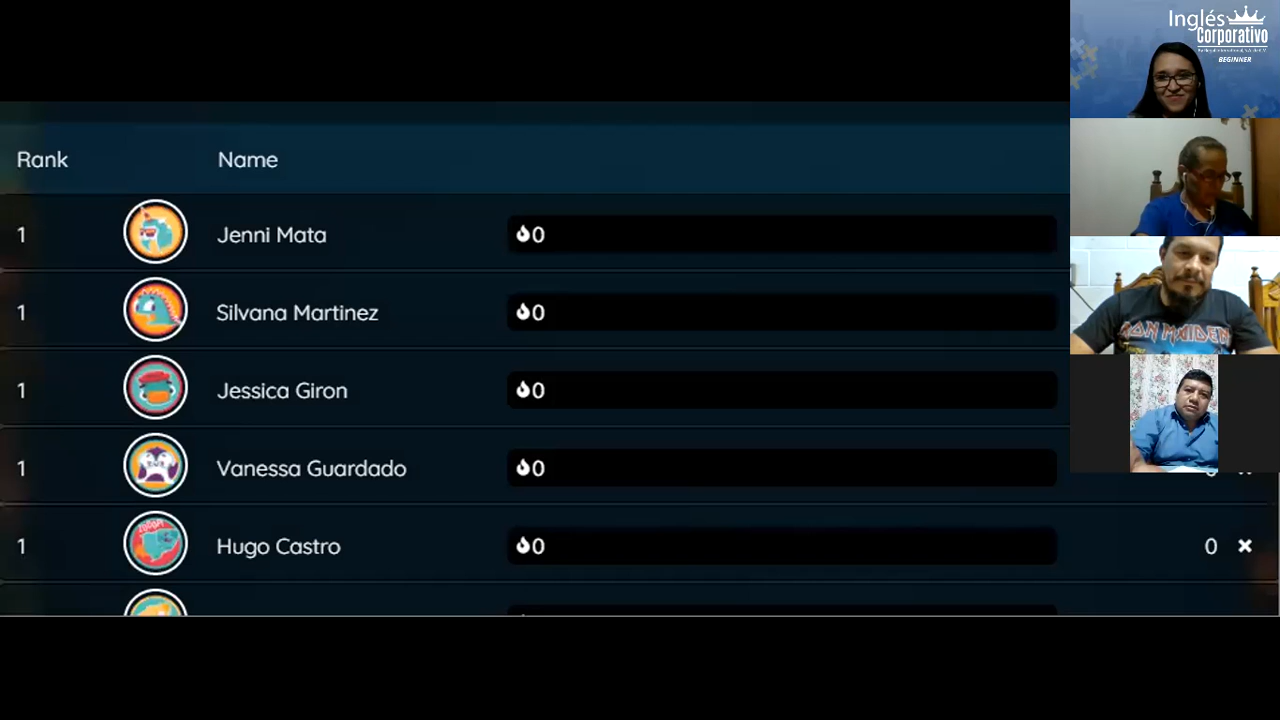 Inglés
Corporativo
BEGINNER
Rank Name
1 Jenni Mata 0
1 Silvana Martinez 0
1 Jessica Giron 0
1 Vanessa Guardado 0
1 Hugo Castro 0 0 ×
IRON MAIDEN